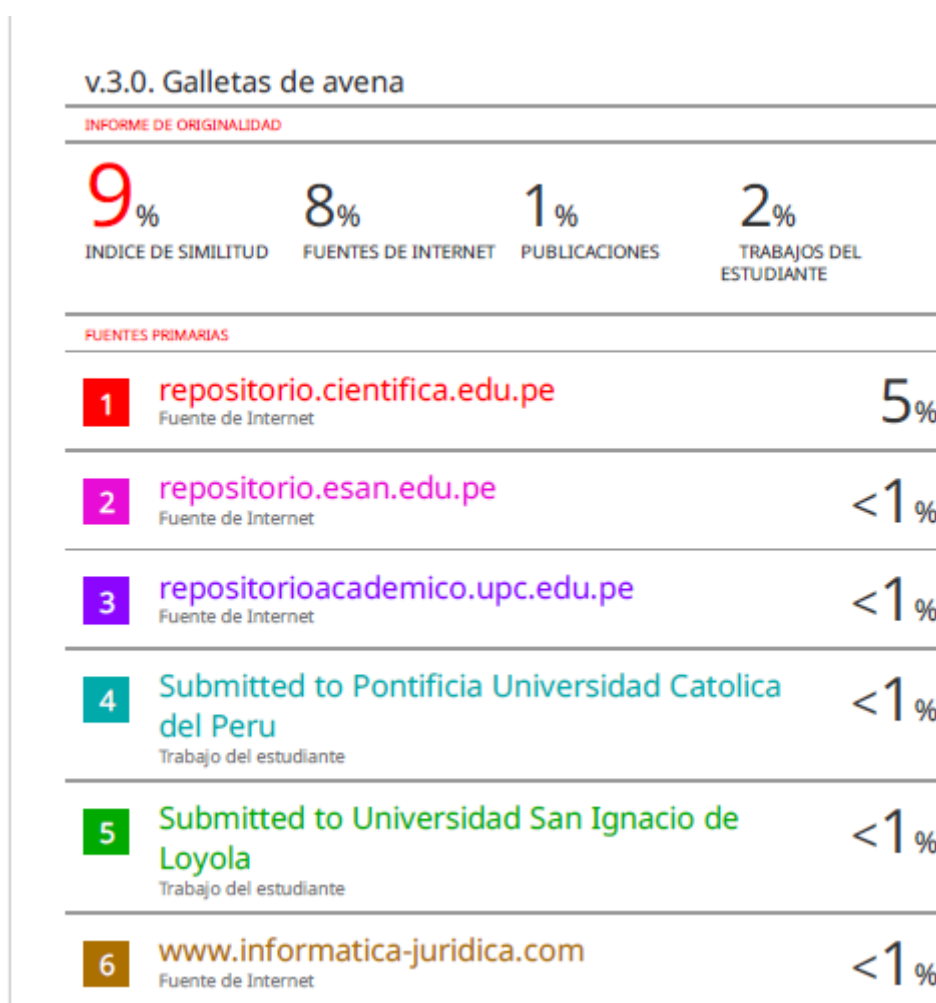 v.3.0. Galletas de avena
INFORME DE ORIGINALIDAD
9% 8% 1% 2%
INDICE DE SIMILITUD FUENTES DE INTERNET PUBLICACIONES TRABAJOS DEL
ESTUDIANTE
FUENTES PRIMARIAS
1 repositorio.cientifica.edu.pe 5%
Fuente de Internet
2 repositorio.esan.edu.pe <1%
Fuente de Internet
3 repositorioacademico.upc.edu.pe <1%
Fuente de Internet
4 Submitted to Pontificia Universidad Catolica <1%
del Peru
Trabajo del estudiante
5 Submitted to Universidad San Ignacio de <1%
Loyola
Trabajo del estudiante
6 www.informatica-juridica.com <1%
Fuente de Internet